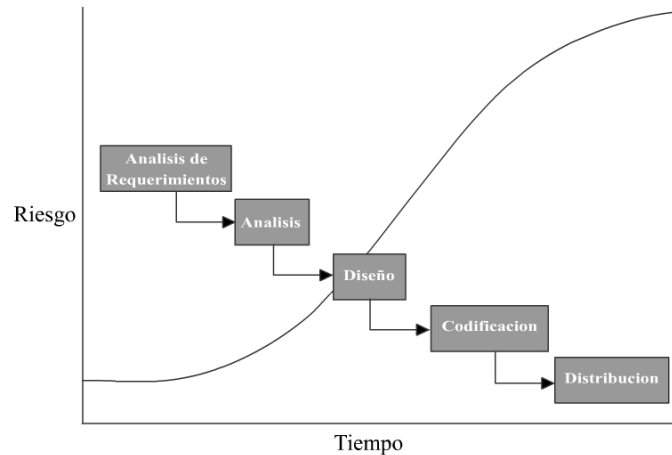 Analisis de
Requerimientos
Riesgo
Analisis
Diseño
Codificacion
Distribucion
Tiempo